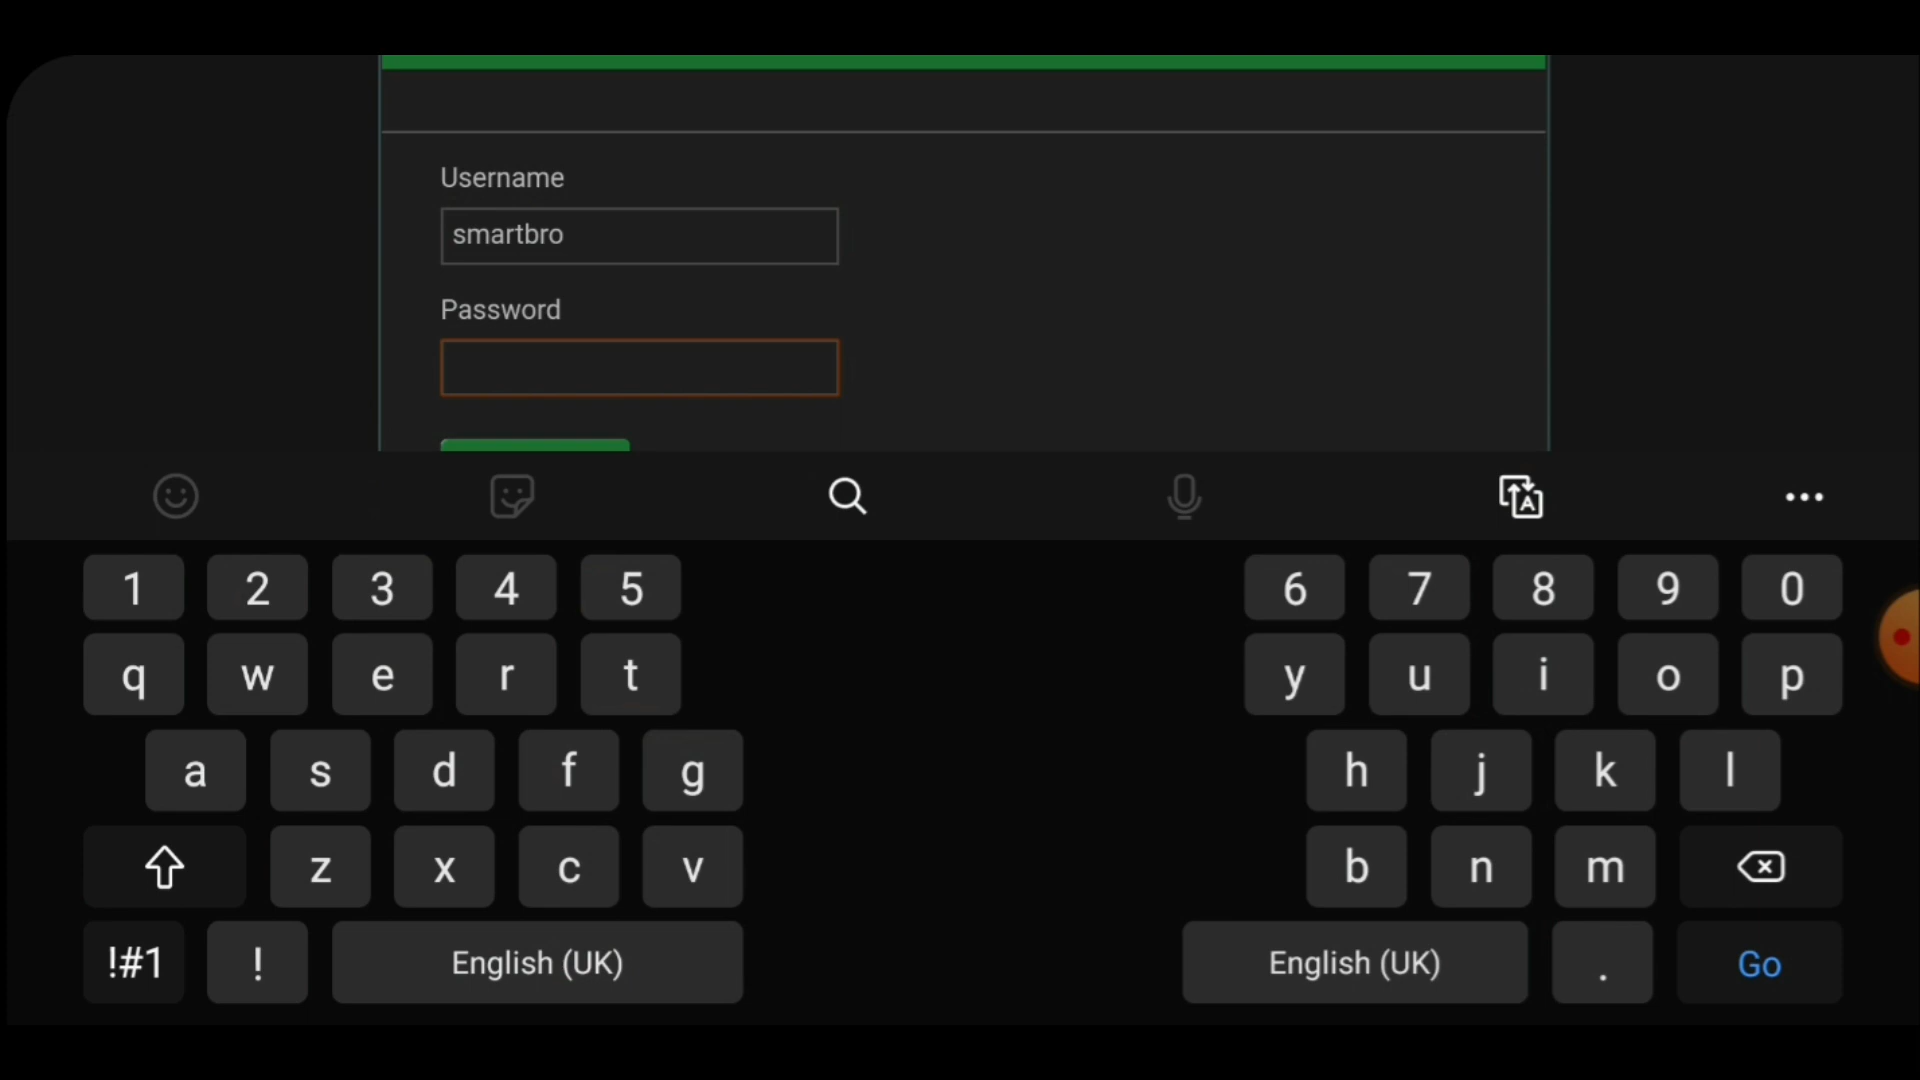 Username
smartbro
Password
1 2 3 4 5 6 7 8 9 0
q w e r t y u i o p
a s d f g h j k l
z x c v b n m
!#1 ! English (UK) English (UK) . Go